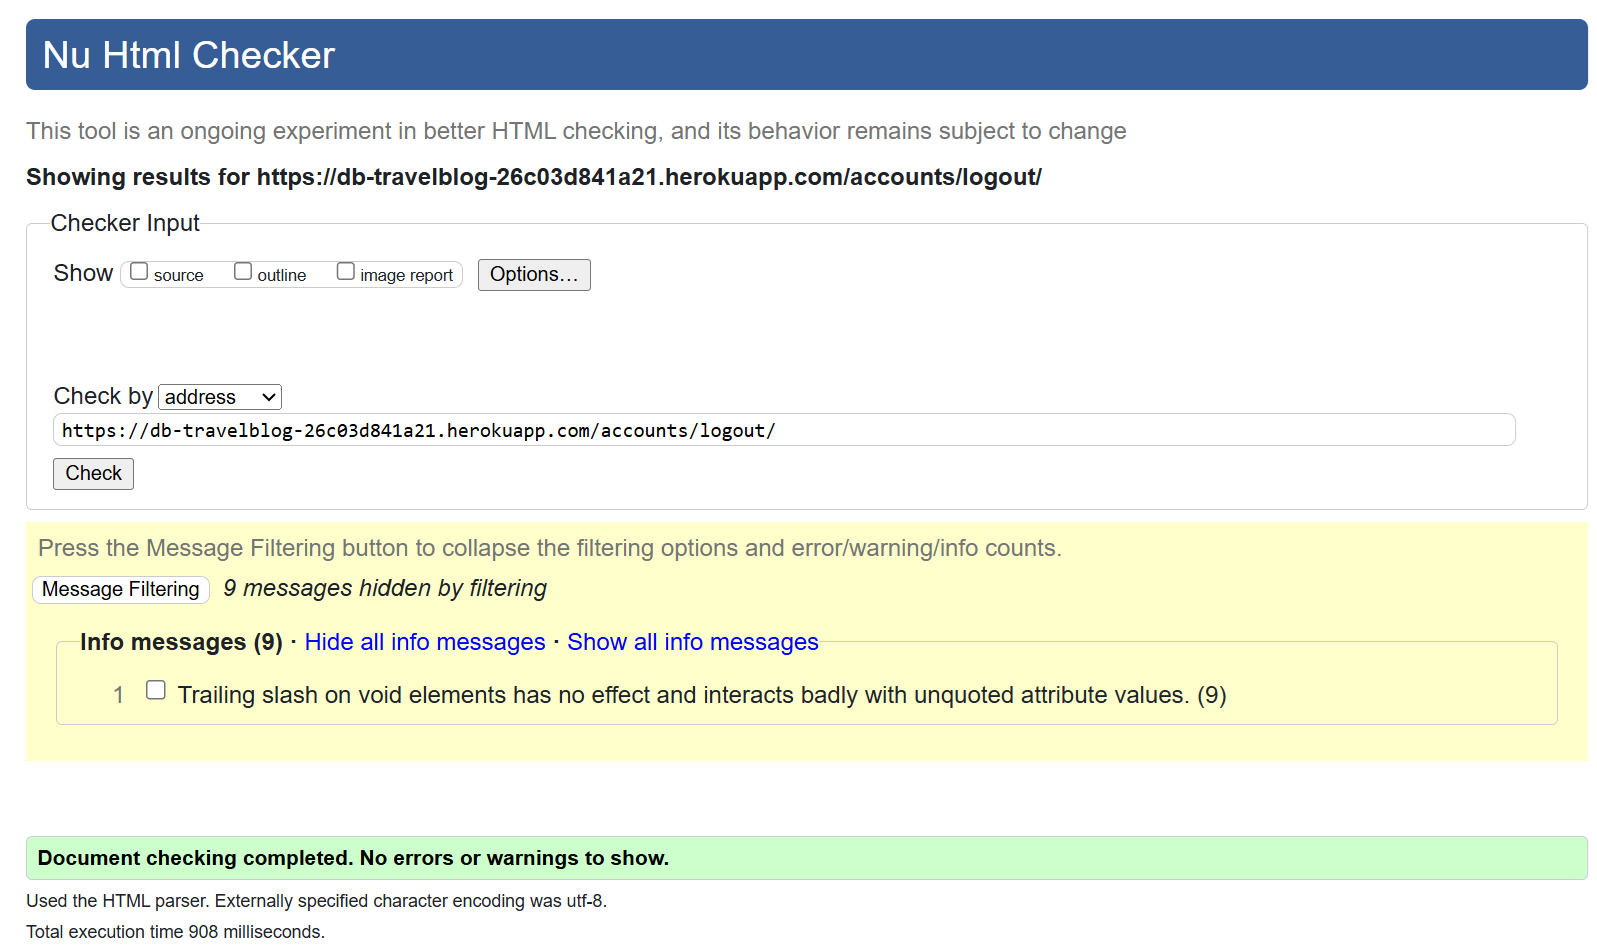 Nu Html Checker
This tool is an ongoing experiment in better HTML checking, and its behavior remains subject to change
Showing results for https://db-travelblog-26c03d841a21.herokuapp.com/accounts/logout/
Checker Input
Show source outline image report Options...
Check by address
https://db-travelblog-26c03d841a21.herokuapp.com/accounts/logout/
Check
Press the Message Filtering button to collapse the filtering options and error/warning/info counts.
Message Filtering 9 messages hidden by filtering
Info messages (9) · Hide all info messages · Show all info messages
1 Trailing slash on void elements has no effect and interacts badly with unquoted attribute values. (9)
Document checking completed. No errors or warnings to show.
Used the HTML parser. Externally specified character encoding was utf-8.
Total execution time 908 milliseconds.